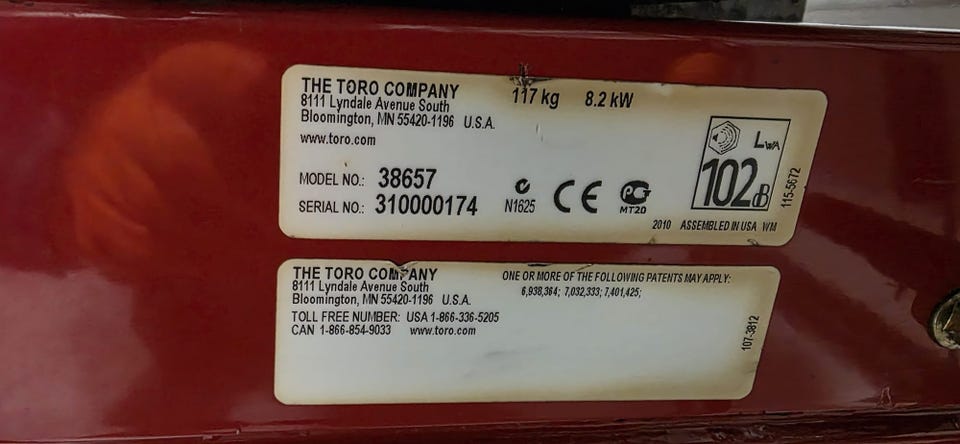 THE TORO COMPANY
8111 Lyndale Avenue South
Bloomington, MN 55420-1196 U.S.A.
www.toro.com
117 kg 8.2 kW
MODEL NO.: 38657
SERIAL NO.: 310000174
N1625
CE
PG
MT20
LWA
102dB
115-5672
2010 ASSEMBLED IN USA WM
THE TORO COMPANY
8111 Lyndale Avenue South
Bloomington, MN 55420-1196 U.S.A.
TOLL FREE NUMBER: USA 1-866-336-5205
CAN 1-866-854-9033 www.toro.com
ONE OR MORE OF THE FOLLOWING PATENTS MAY APPLY:
6,938,364; 7,032,333; 7,401,425;
107-3812